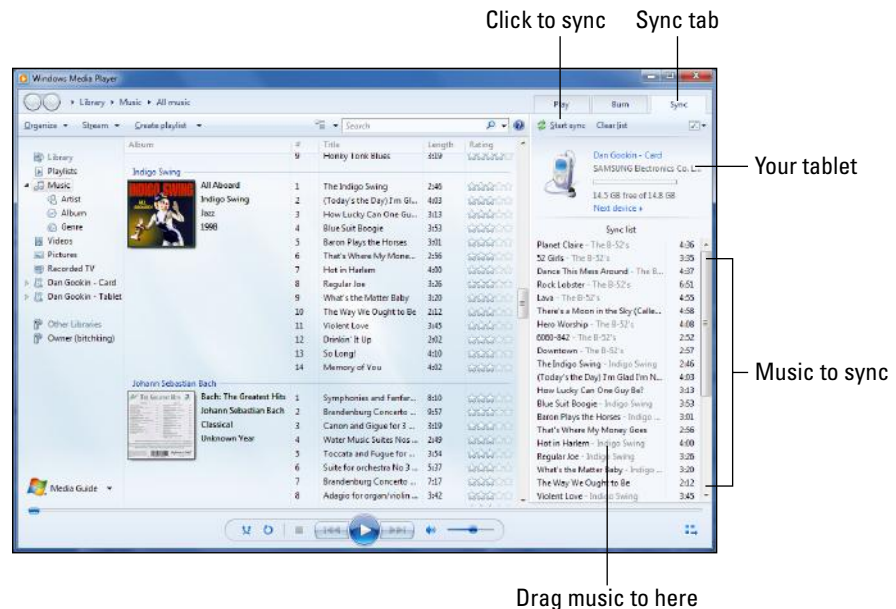 Click to sync Sync tab
Windows Media Player
Library ▸ Music ▸ All music
Play Burn Sync
Organize Stream Create playlist Search Start sync Clear list
Album # Title Length Rating
9 Honky Tonk Blues 3:19
Library
Playlists
Music
Artist
Album
Genre
Videos
Pictures
Recorded TV
Dan Gookin - Card
Dan Gookin - Tablet
Other Libraries
Owner (bitchking)
Media Guide
Indigo Swing
INDIGO SWING
ALL ABOARD
All Aboard
Indigo Swing
Jazz
1998
1 The Indigo Swing 2:46
2 (Today's the Day) I'm Gl... 4:03
3 How Lucky Can One Gu... 3:13
4 Blue Suit Boogie 3:53
5 Baron Plays the Horses 3:01
6 That's Where My Mone... 2:56
7 Hot in Harlem 4:00
8 Regular Joe 3:26
9 What's the Matter Baby 3:20
10 The Way We Ought to Be 2:12
11 Violent Love 3:45
12 Drinkin' It Up 2:02
13 So Long! 4:10
14 Memory of You 4:02
Johann Sebastian Bach
Bach: The Greatest Hits
Johann Sebastian Bach
Classical
Unknown Year
1 Symphonies and Fanfar... 8:10
2 Brandenburg Concerto ... 9:57
3 Canon and Gigue for 3 ... 3:19
4 Water Music Suites Nos ... 2:49
5 Toccata and Fugue for ... 3:54
6 Suite for orchestra No 3 ... 5:37
7 Brandenburg Concerto ... 7:17
8 Adagio for organ/violin ... 3:42
Dan Gookin - Card
SAMSUNG Electronics Co. L...
14.5 GB free of 14.8 GB
Next device ▸
Your tablet
Sync list
Planet Claire - The B-52's 4:36
52 Girls - The B-52's 3:35
Dance This Mess Around - The B... 4:37
Rock Lobster - The B-52's 6:51
Lava - The B-52's 4:55
There's a Moon in the Sky (Calle... 4:58
Hero Worship - The B-52's 4:08
6060-842 - The B-52's 2:52
Downtown - The B-52's 2:57
The Indigo Swing - Indigo Swing 2:46
(Today's the Day) I'm Glad I'm N... 4:03
How Lucky Can One Guy Be? 3:13
Blue Suit Boogie - Indigo Swing 3:53
Baron Plays the Horses - Indigo ... 3:01
That's Where My Money Goes 2:56
Hot in Harlem - Indigo Swing 4:00
Regular Joe - Indigo Swing 3:26
What's the Matter Baby - Indigo ... 3:20
The Way We Ought to Be 2:12
Violent Love - Indigo Swing 3:45
Music to sync
Drag music to here